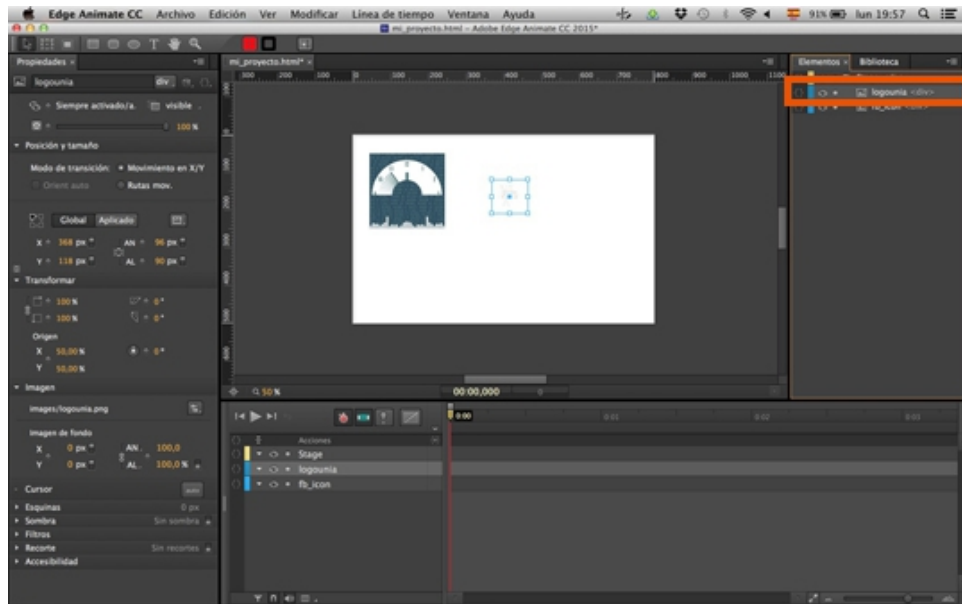 Edge Animate CC Archivo Edición Ver Modificar Línea de tiempo Ventana Ayuda 91% lun 19:57
mi_proyecto.html – Adobe Edge Animate CC 2015*
T
Propiedades
mi_proyecto.html*
Elementos Biblioteca
logounia div
Siempre activado/a. visible
100 %
Posición y tamaño
Modo de transición: Movimiento en X/Y
Orient auto Rutas mov.
Global Aplicado
X 368 px AN 96 px
Y 118 px AL 90 px
Transformar
100 % 0°
100 % 0°
Origen
X 50,00 % 0°
Y 50,00 %
Imagen
images/logounia.png
Imagen de fondo
X 0 px AN. 100,0
Y 0 px AL. 100,0 %
Cursor auto
Esquinas 0 px
Sombra Sin sombra
Filtros
Recorte Sin recortes
Accesibilidad
logounia <div>
fb_icon <div>
50 % 00:00,000
0:00 0:01 0:02 0:03
Acciones
Stage
logounia
fb_icon